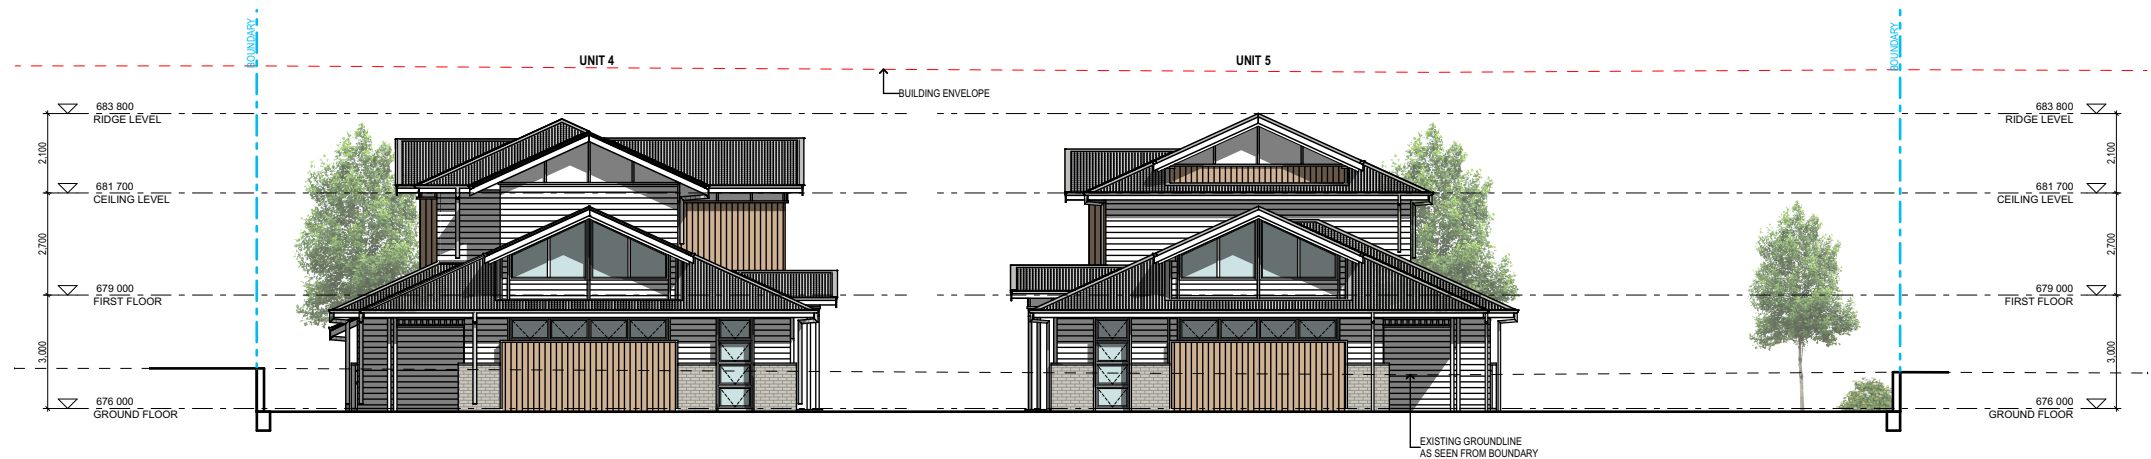 BOUNDARY
BOUNDARY
UNIT 4
UNIT 5
BUILDING ENVELOPE
683 800
RIDGE LEVEL
683 800
RIDGE LEVEL
2,100
2,100
681 700
CEILING LEVEL
681 700
CEILING LEVEL
2,700
2,700
679 000
FIRST FLOOR
679 000
FIRST FLOOR
3,000
3,000
676 000
GROUND FLOOR
676 000
GROUND FLOOR
EXISTING GROUNDLINE
AS SEEN FROM BOUNDARY